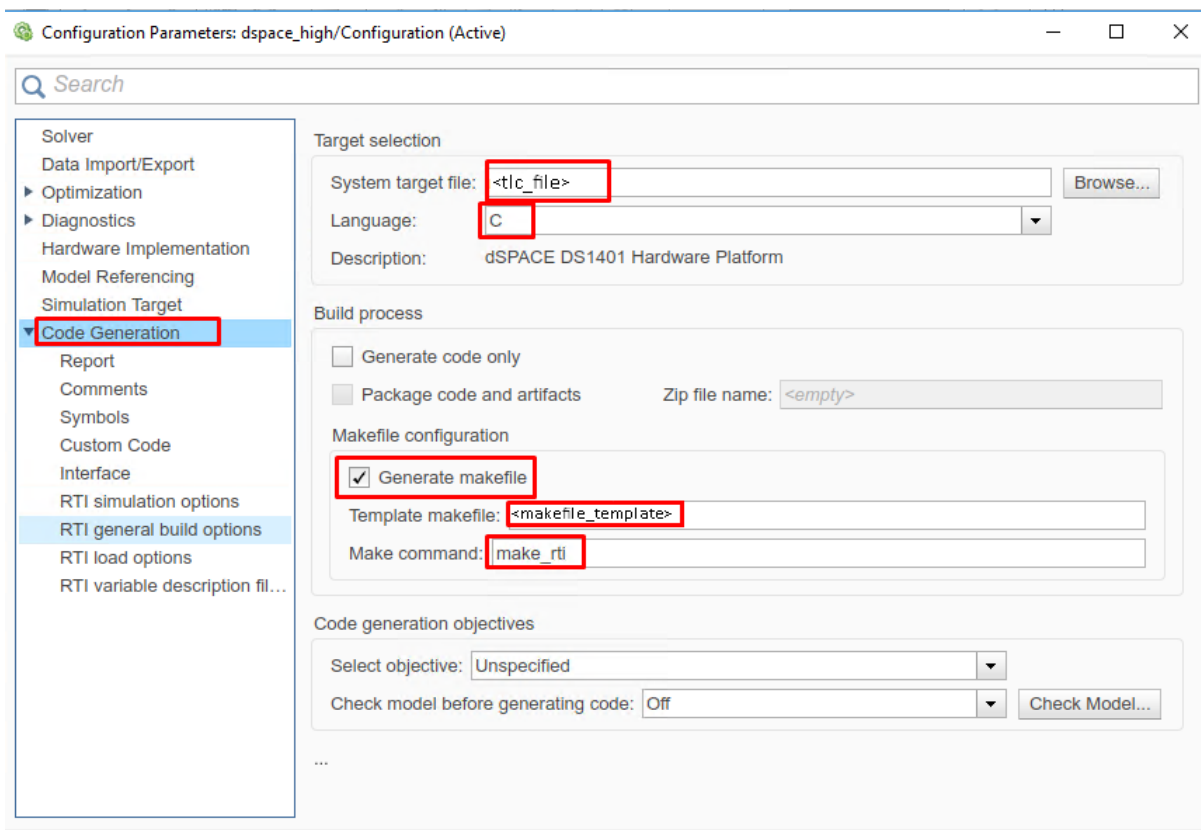 Configuration Parameters: dspace_high/Configuration (Active)
Search
Solver
Data Import/Export
Optimization
Diagnostics
Hardware Implementation
Model Referencing
Simulation Target
Code Generation
Report
Comments
Symbols
Custom Code
Interface
RTI simulation options
RTI general build options
RTI load options
RTI variable description fil...
Target selection
System target file: <tlc_file> Browse...
Language: C
Description: dSPACE DS1401 Hardware Platform
Build process
Generate code only
Package code and artifacts Zip file name: <empty>
Makefile configuration
Generate makefile
Template makefile: <makefile_template>
Make command: make_rti
Code generation objectives
Select objective: Unspecified
Check model before generating code: Off Check Model...
...